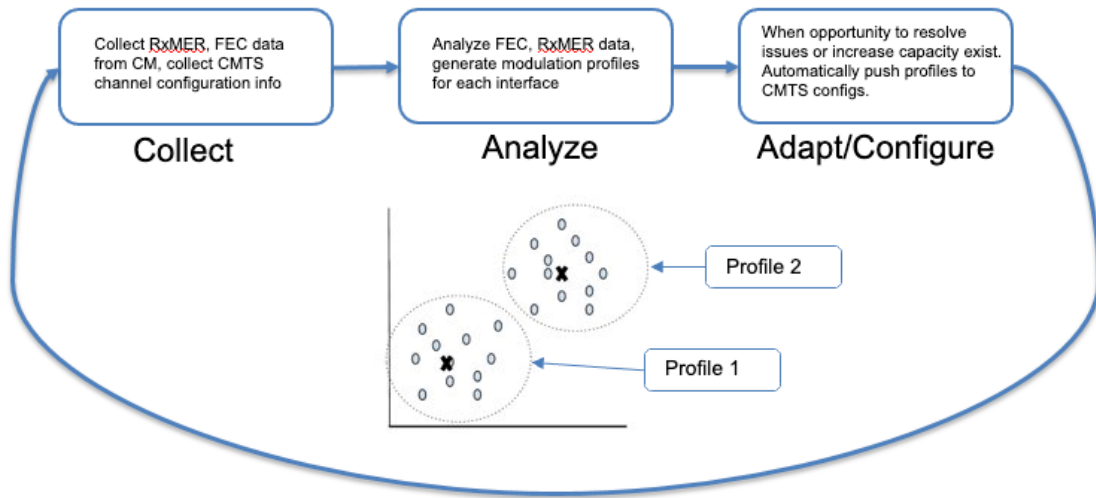 Collect RxMER, FEC data
from CM, collect CMTS
channel configuration info
Analyze FEC, RxMER data,
generate modulation profiles
for each interface
When opportunity to resolve
issues or increase capacity exist.
Automatically push profiles to
CMTS configs.
Collect
Analyze
Adapt/Configure
Profile 2
Profile 1